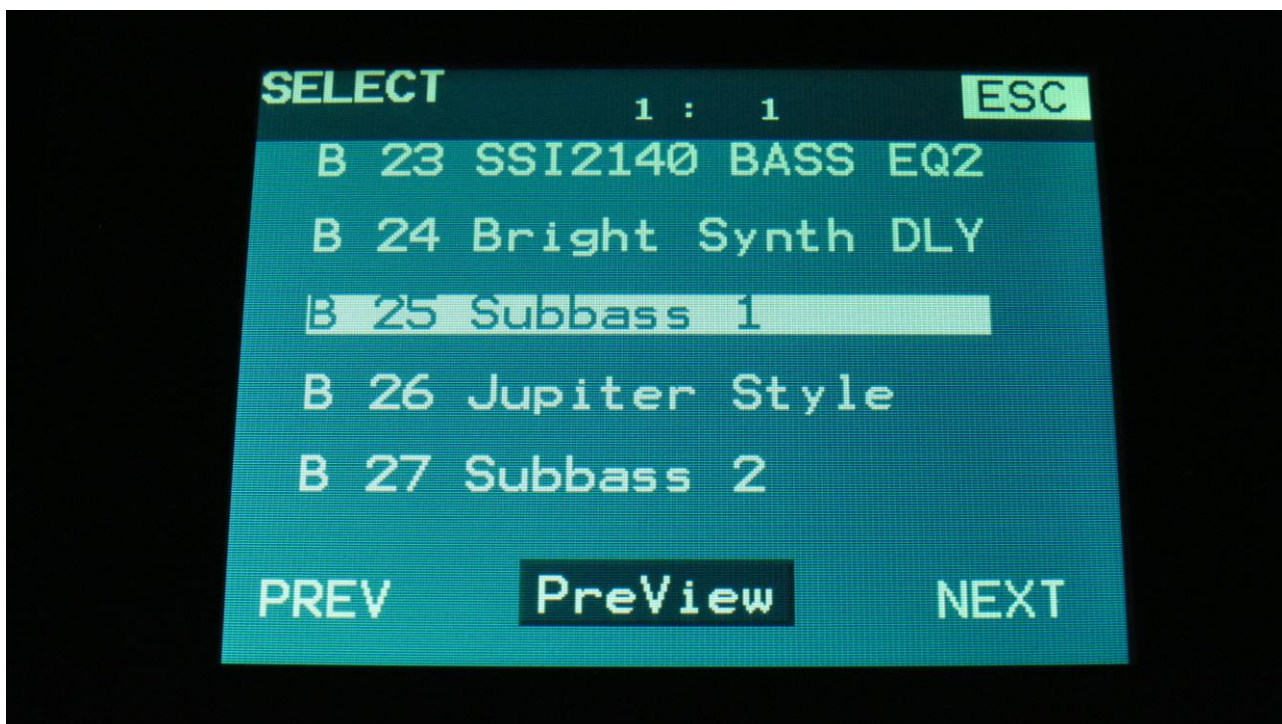 SELECT 1 : 1 ESC
B 23 SSI2140 BASS EQ2
B 24 Bright Synth DLY
B 25 Subbass 1
B 26 Jupiter Style
B 27 Subbass 2
PREV PreView NEXT